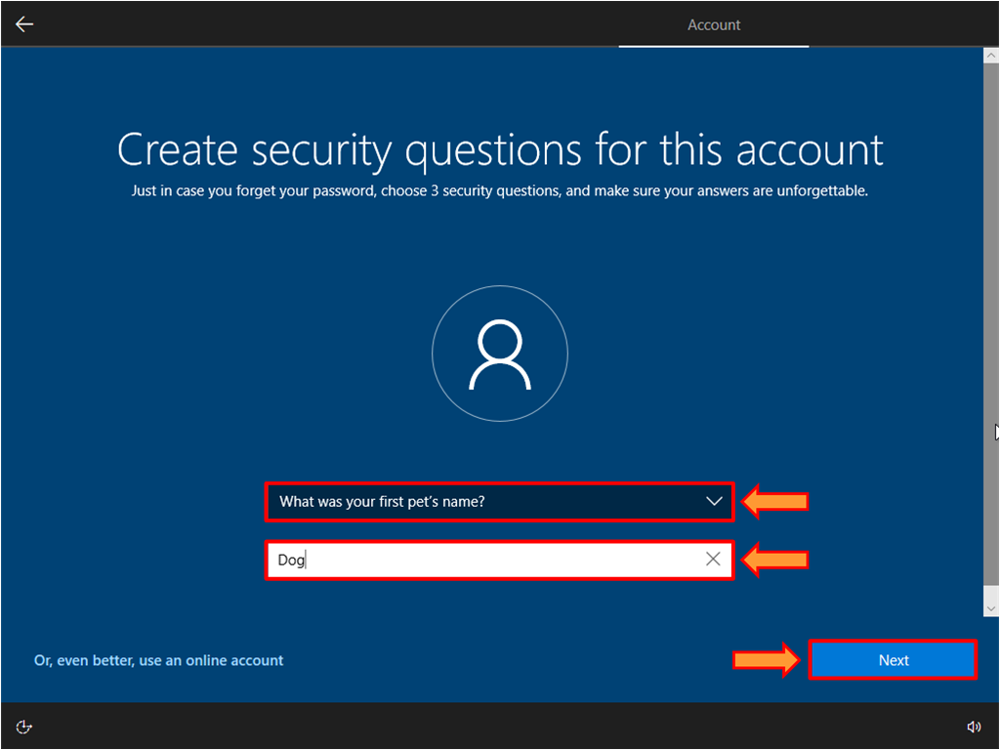 Account
Create security questions for this account
Just in case you forget your password, choose 3 security questions, and make sure your answers are unforgettable.
What was your first pet’s name?
Dog
Or, even better, use an online account
Next